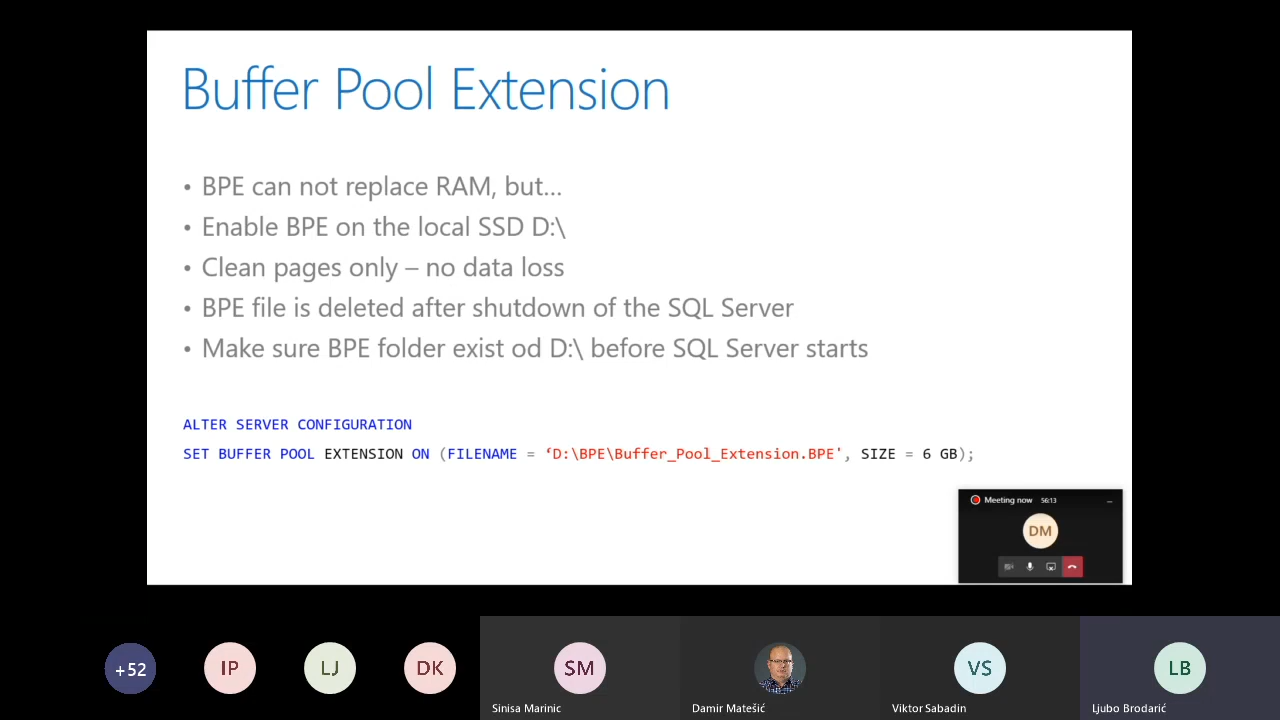 Buffer Pool Extension
• BPE can not replace RAM, but...
• Enable BPE on the local SSD D:\
• Clean pages only – no data loss
• BPE file is deleted after shutdown of the SQL Server
• Make sure BPE folder exist od D:\ before SQL Server starts
ALTER SERVER CONFIGURATION
SET BUFFER POOL EXTENSION ON (FILENAME = ‘D:\BPE\Buffer_Pool_Extension.BPE’, SIZE = 6 GB);
Meeting now 56:13
DM
+52 IP LJ DK SM VS LB
Sinisa Marinic Damir Matešić Viktor Sabadin Ljubo Brodarić